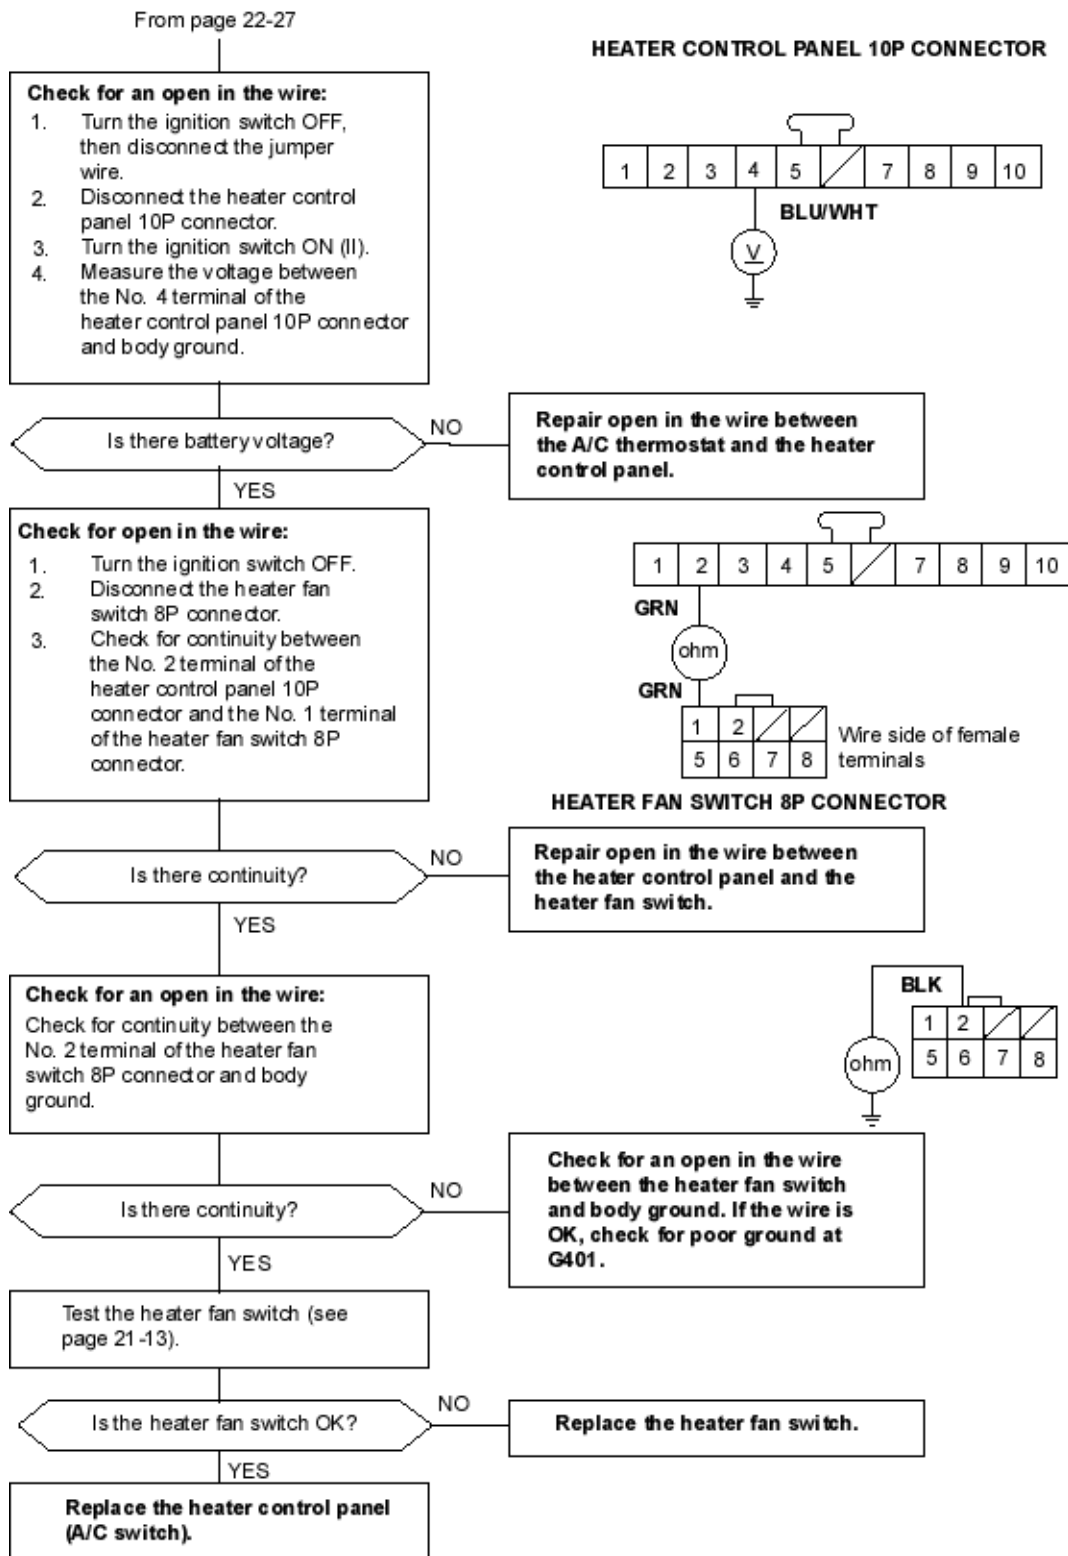 From page 22-27
HEATER CONTROL PANEL 10P CONNECTOR
Check for an open in the wire:
1. Turn the ignition switch OFF,
then disconnect the jumper
wire.
2. Disconnect the heater control
panel 10P connector.
3. Turn the ignition switch ON (II).
4. Measure the voltage between
the No. 4 terminal of the
heater control panel 10P connector
and body ground.
1 2 3 4 5 7 8 9 10
BLU/WHT
V
Is there battery voltage?
NO
Repair open in the wire between
the A/C thermostat and the heater
control panel.
YES
Check for open in the wire:
1. Turn the ignition switch OFF.
2. Disconnect the heater fan
switch 8P connector.
3. Check for continuity between
the No. 2 terminal of the
heater control panel 10P
connector and the No. 1 terminal
of the heater fan switch 8P
connector.
1 2 3 4 5 7 8 9 10
GRN
ohm
GRN
1 2
5 6 7 8
Wire side of female
terminals
HEATER FAN SWITCH 8P CONNECTOR
Is there continuity?
NO
Repair open in the wire between
the heater control panel and the
heater fan switch.
YES
Check for an open in the wire:
Check for continuity between the
No. 2 terminal of the heater fan
switch 8P connector and body
ground.
BLK
1 2
5 6 7 8
ohm
Is there continuity?
NO
Check for an open in the wire
between the heater fan switch
and body ground. If the wire is
OK, check for poor ground at
G401.
YES
Test the heater fan switch (see
page 21-13).
Is the heater fan switch OK?
NO
Replace the heater fan switch.
YES
Replace the heater control panel
(A/C switch).